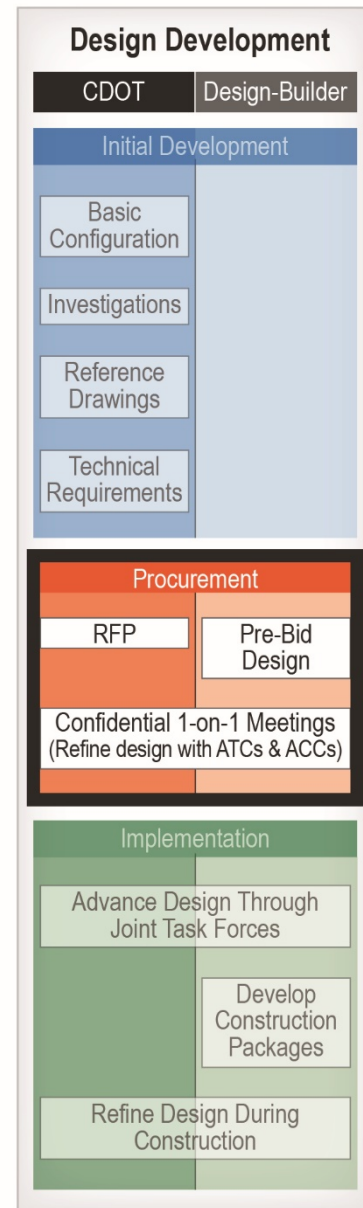 Design Development
CDOT
Design-Builder
Initial Development
Basic
Configuration
Investigations
Reference
Drawings
Technical
Requirements
Procurement
RFP
Pre-Bid
Design
Confidential 1-on-1 Meetings
(Refine design with ATCs & ACCs)
Implementation
Advance Design Through
Joint Task Forces
Develop
Construction
Packages
Refine Design During
Construction